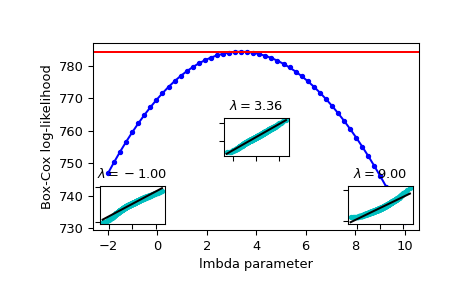 Box-Cox log-likelihood
780
770
760
750
740
730
λ = 3.36
λ = −1.00
λ = 9.00
−2 0 2 4 6 8 10
lmbda parameter